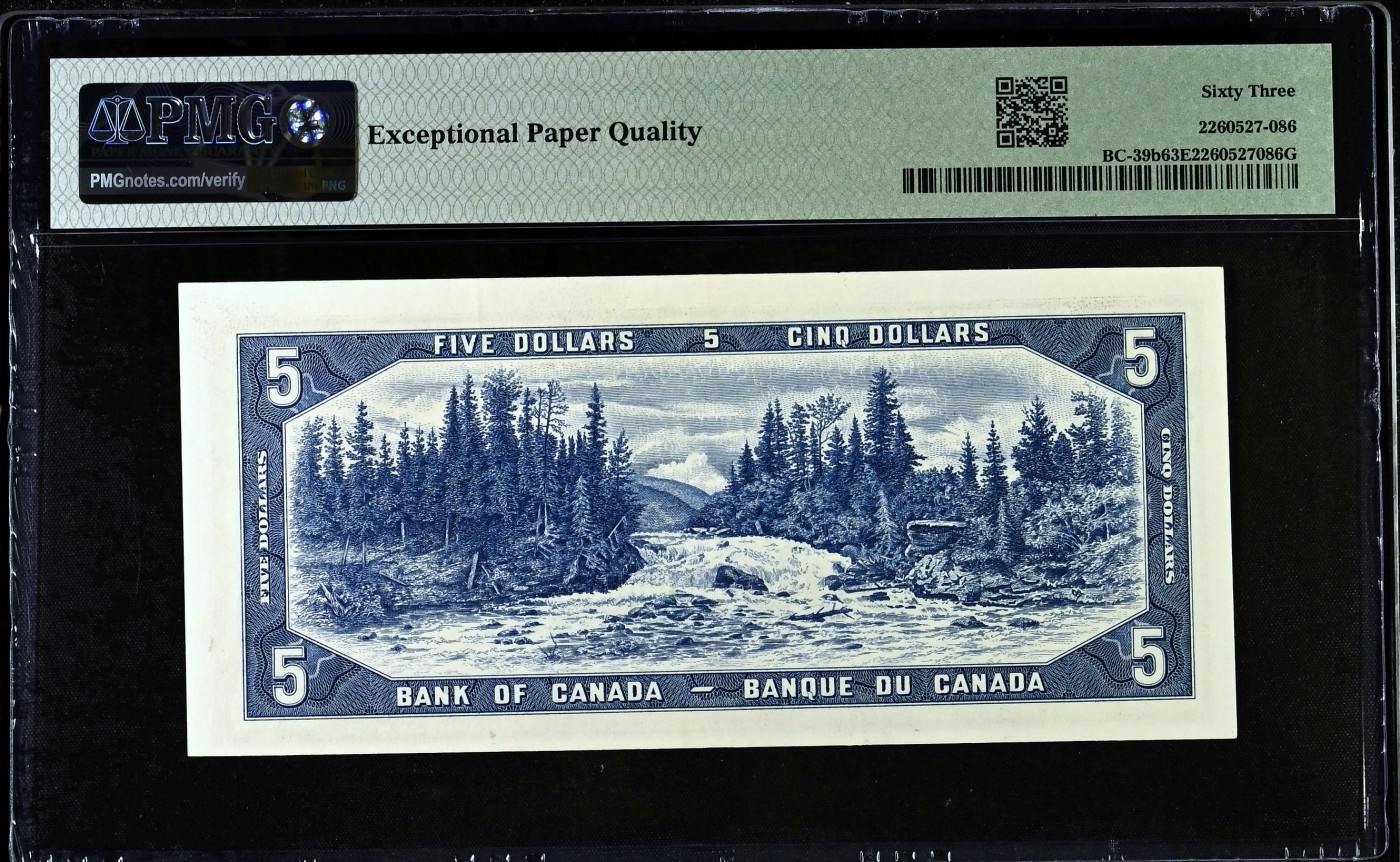 PMG
PMGnotes.com/verify
PNG
Exceptional Paper Quality
Sixty Three
2260527-086
BC-39b63E2260527086G
FIVE DOLLARS 5 CINQ DOLLARS
5
5
FIVE DOLLARS
CINQ DOLLARS
5
5
BANK OF CANADA — BANQUE DU CANADA